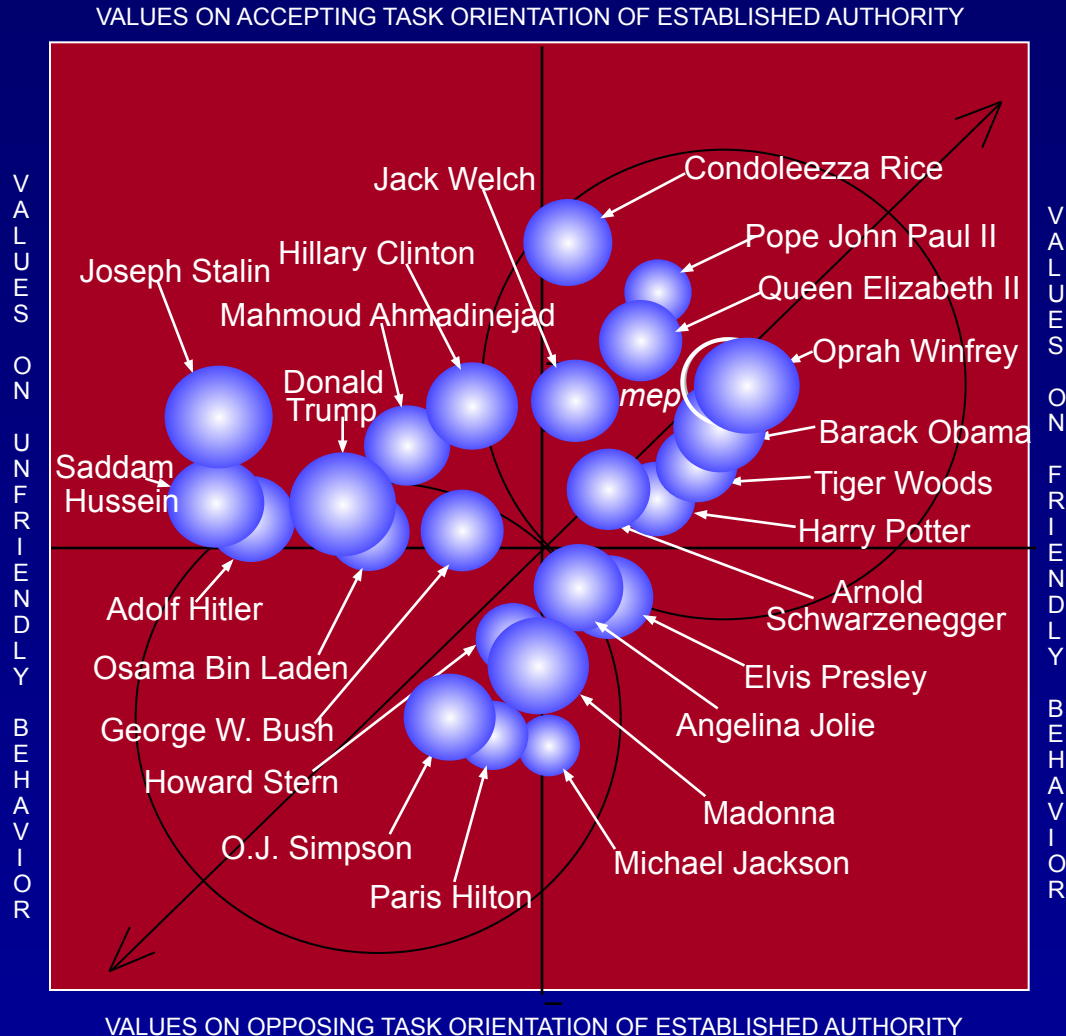 VALUES ON ACCEPTING TASK ORIENTATION OF ESTABLISHED AUTHORITY
VALUES ON UNFRIENDLY BEHAVIOR
VALUES ON FRIENDLY BEHAVIOR
Condoleezza Rice
Jack Welch
Pope John Paul II
Hillary Clinton
Joseph Stalin
Queen Elizabeth II
Mahmoud Ahmadinejad
Oprah Winfrey
Donald
Trump
mep
Barack Obama
Saddam
Hussein
Tiger Woods
Harry Potter
Arnold
Schwarzenegger
Adolf Hitler
Osama Bin Laden
Elvis Presley
George W. Bush
Angelina Jolie
Howard Stern
Madonna
O.J. Simpson
Michael Jackson
Paris Hilton
VALUES ON OPPOSING TASK ORIENTATION OF ESTABLISHED AUTHORITY